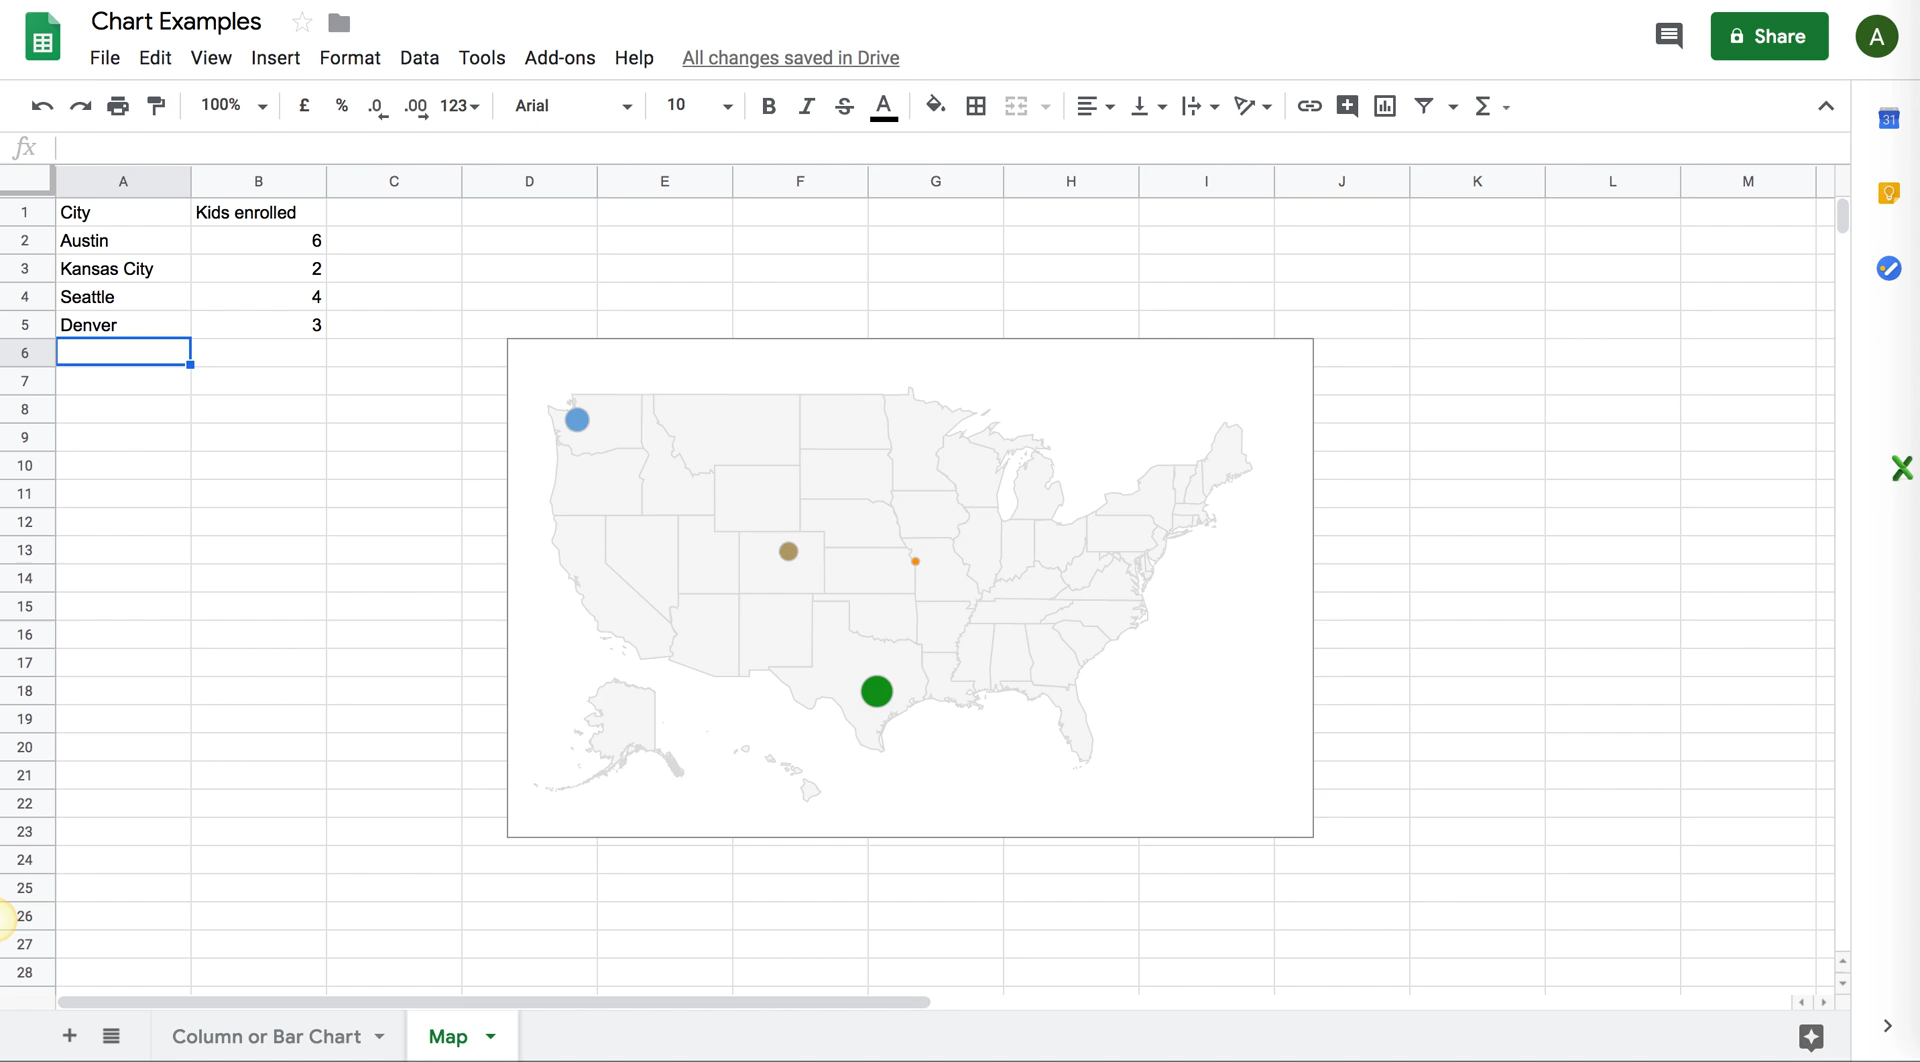 Chart Examples
File Edit View Insert Format Data Tools Add-ons Help All changes saved in Drive
Share
A
100% £ % .0 .00 123 Arial 10 B I S A
31
fx
A B C D E F G H I J K L M
1 City Kids enrolled
2 Austin 6
3 Kansas City 2
4 Seattle 4
5 Denver 3
6
7
8
9
10
11
12
13
14
15
16
17
18
19
20
21
22
23
24
25
26
27
28
Column or Bar Chart Map